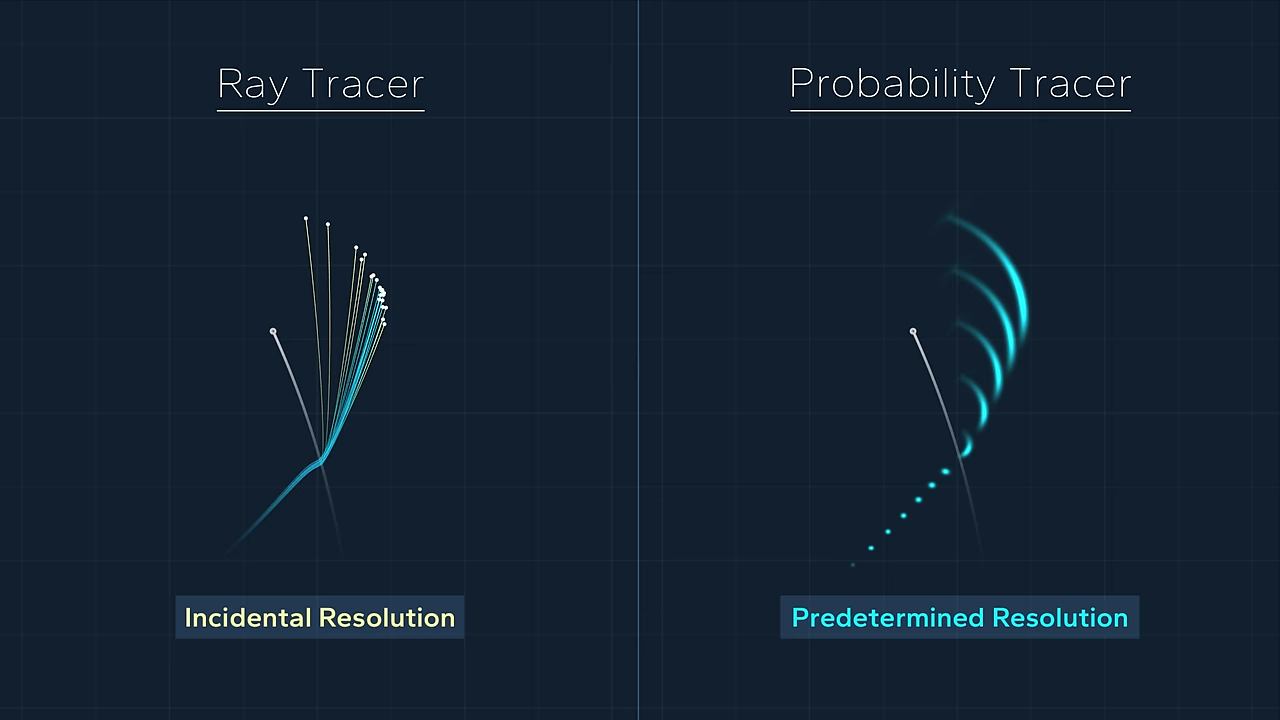 Ray Tracer
Probability Tracer
Incidental Resolution
Predetermined Resolution